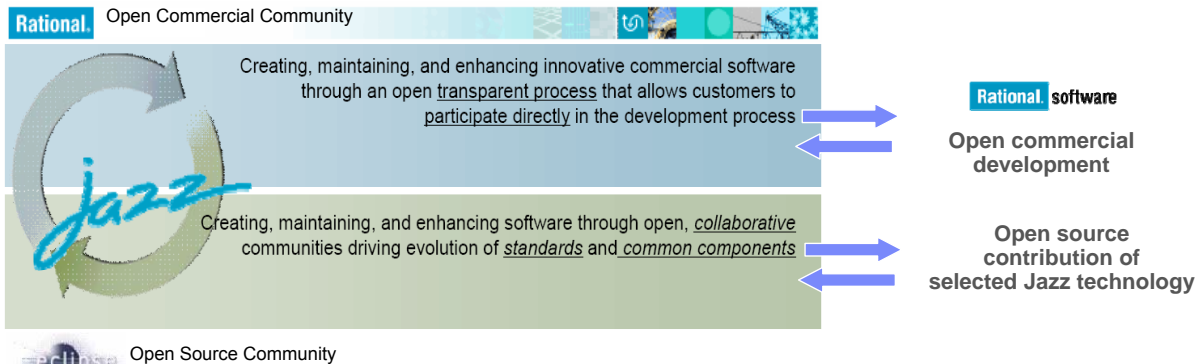 Rational. Open Commercial Community
Creating, maintaining, and enhancing innovative commercial software
through an open transparent process that allows customers to
participate directly in the development process
Rational. software
Open commercial
development
jazz
Creating, maintaining, and enhancing software through open, collaborative
communities driving evolution of standards and common components
Open source
contribution of
selected Jazz technology
eclipse Open Source Community